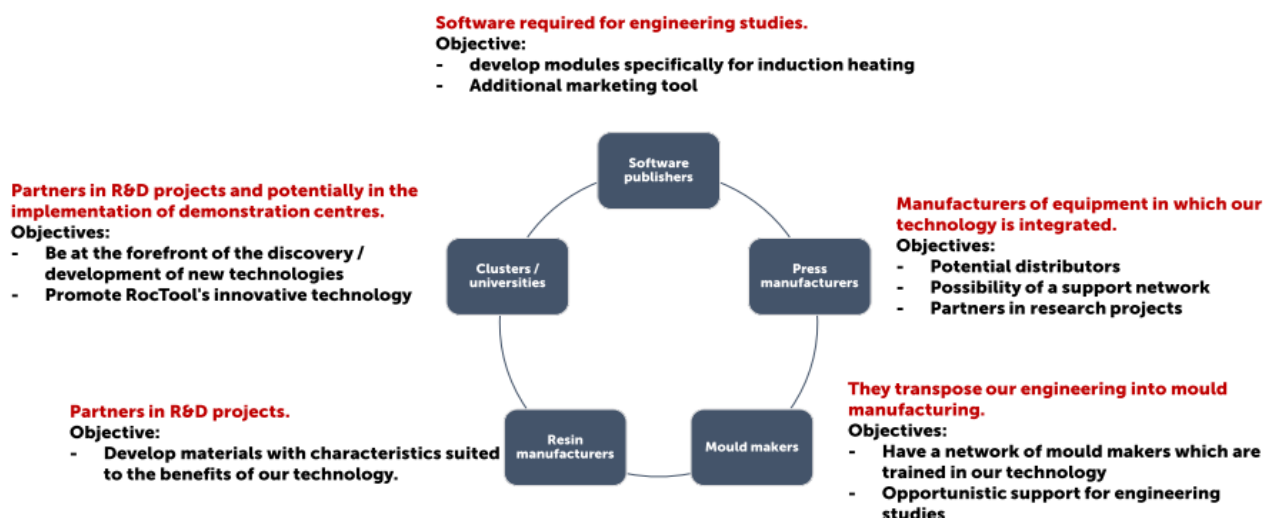 Software required for engineering studies.
Objective:
- develop modules specifically for induction heating
- Additional marketing tool
Software
publishers
Partners in R&D projects and potentially in the
implementation of demonstration centres.
Objectives:
- Be at the forefront of the discovery /
development of new technologies
- Promote RocTool's innovative technology
Clusters /
universities
Press
manufacturers
Manufacturers of equipment in which our
technology is integrated.
Objectives:
- Potential distributors
- Possibility of a support network
- Partners in research projects
Partners in R&D projects.
Objective:
- Develop materials with characteristics suited
to the benefits of our technology.
Resin
manufacturers
Mould makers
They transpose our engineering into mould
manufacturing.
Objectives:
- Have a network of mould makers which are
trained in our technology
- Opportunistic support for engineering
studies